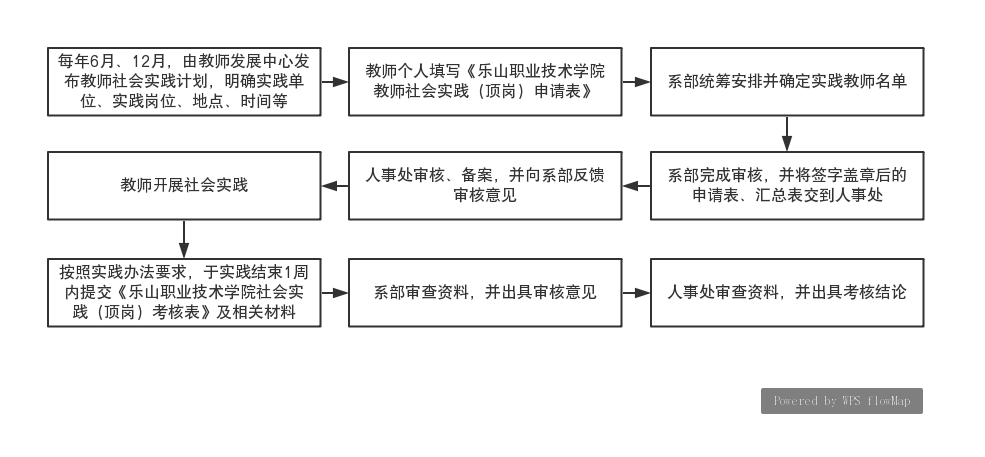 每年6月、12月，由教师发展中心发
布教师社会实践计划，明确实践单
位、实践岗位、地点、时间等
教师个人填写《乐山职业技术学院
教师社会实践（顶岗）申请表》
系部统筹安排并确定实践教师名单
系部完成审核，并将签字盖章后的
申请表、汇总表交到人事处
人事处审核、备案，并向系部反馈
审核意见
教师开展社会实践
按照实践办法要求，于实践结束1周
内提交《乐山职业技术学院社会实
践（顶岗）考核表》及相关材料
系部审查资料，并出具审核意见
人事处审查资料，并出具考核结论
Powered by WPS flowMap